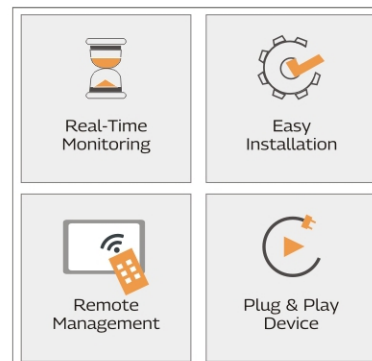 Real-Time
Monitoring
Easy
Installation
Remote
Management
Plug & Play
Device